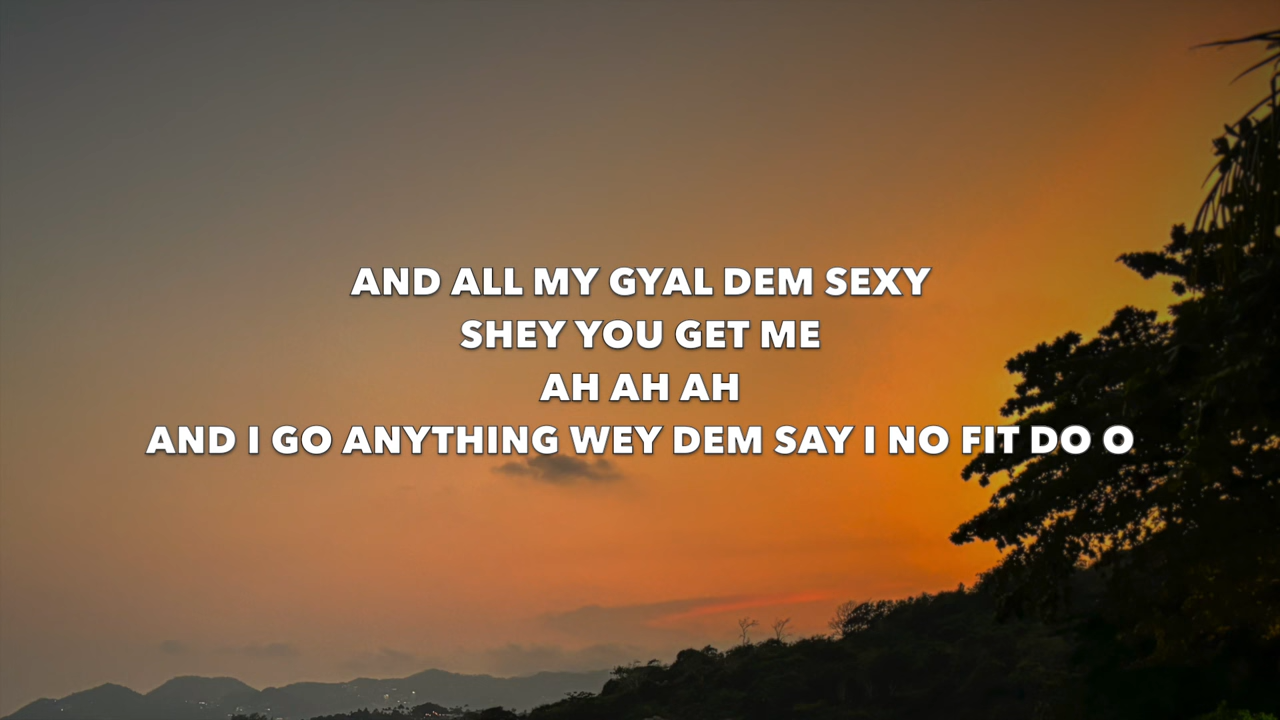 AND ALL MY GYAL DEM SEXY
SHEY YOU GET ME
AH AH AH
AND I GO ANYTHING WEY DEM SAY I NO FIT DO O